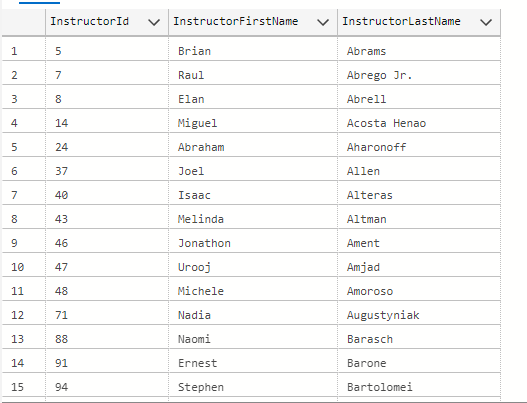 InstructorId InstructorFirstName InstructorLastName
1 5 Brian Abrams
2 7 Raul Abrego Jr.
3 8 Elan Abrell
4 14 Miguel Acosta Henao
5 24 Abraham Aharonoff
6 37 Joel Allen
7 40 Isaac Alteras
8 43 Melinda Altman
9 46 Jonathon Ament
10 47 Urooj Amjad
11 48 Michele Amoroso
12 71 Nadia Augustyniak
13 88 Naomi Barasch
14 91 Ernest Barone
15 94 Stephen Bartolomei